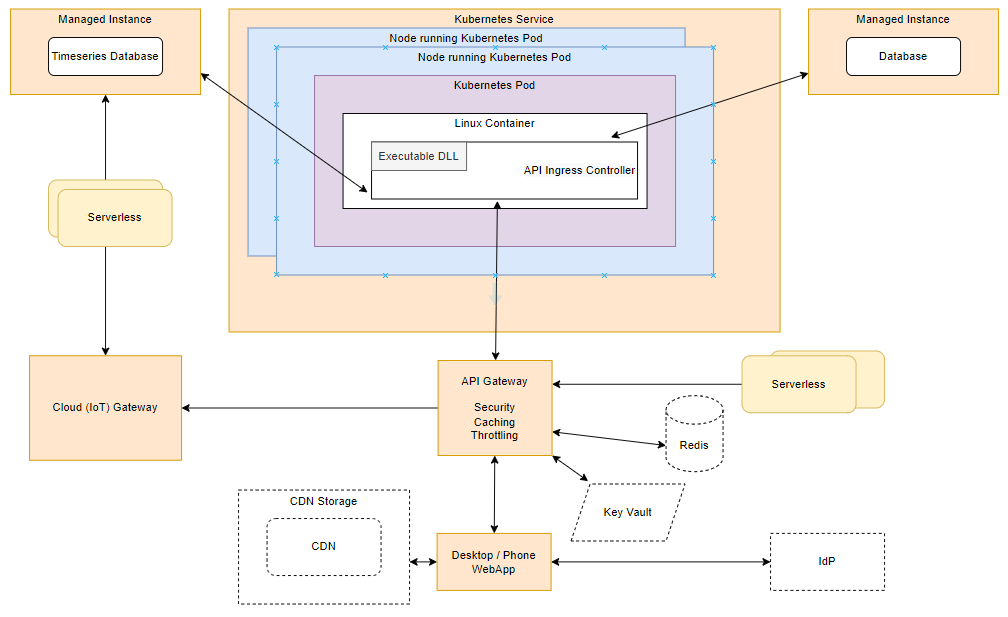 Managed Instance
Timeseries Database
Kubernetes Service
Node running Kubernetes Pod
Node running Kubernetes Pod
Kubernetes Pod
Linux Container
Executable DLL
API Ingress Controller
Managed Instance
Database
Serverless
Cloud (IoT) Gateway
API Gateway
Security
Caching
Throttling
Serverless
Redis
Key Vault
CDN Storage
CDN
Desktop / Phone
WebApp
IdP